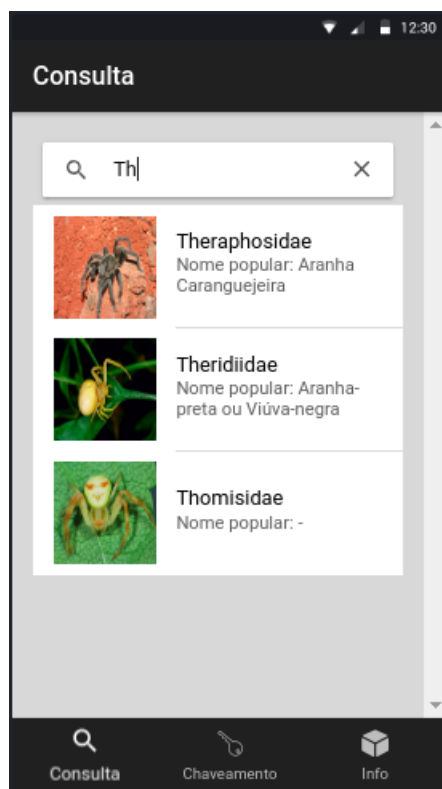 12:30
Consulta
Th
Theraphosidae
Nome popular: Aranha
Caranguejeira
Theridiidae
Nome popular: Aranha-
preta ou Viúva-negra
Thomisidae
Nome popular: -
Consulta
Chaveamento
Info